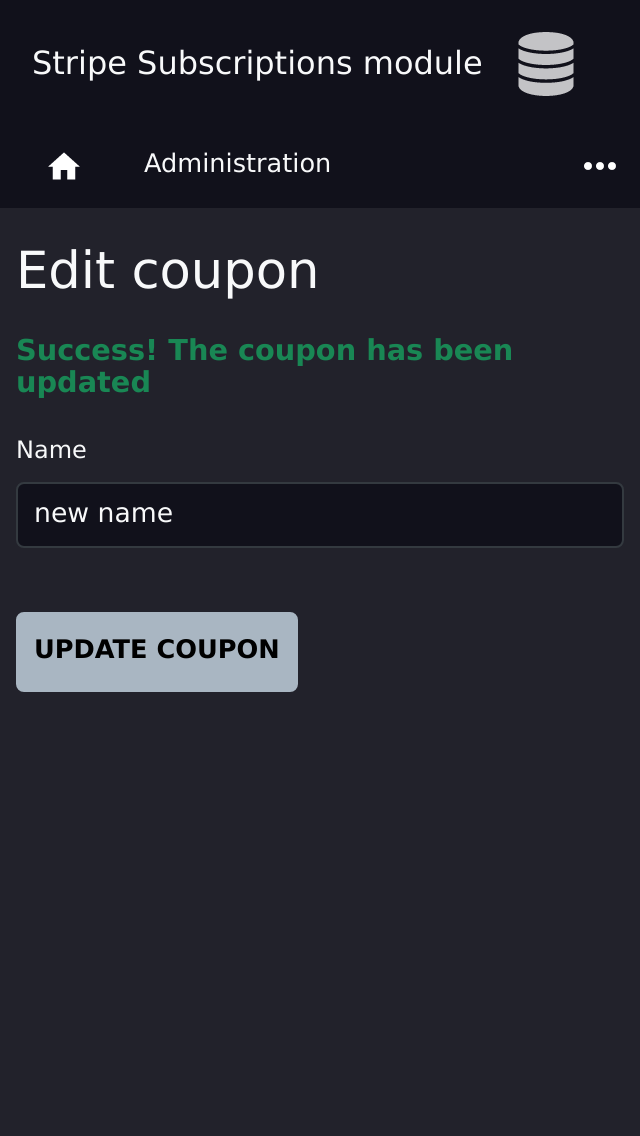 Stripe Subscriptions module
Administration
Edit coupon
Success! The coupon has been
updated
Name
new name
UPDATE COUPON